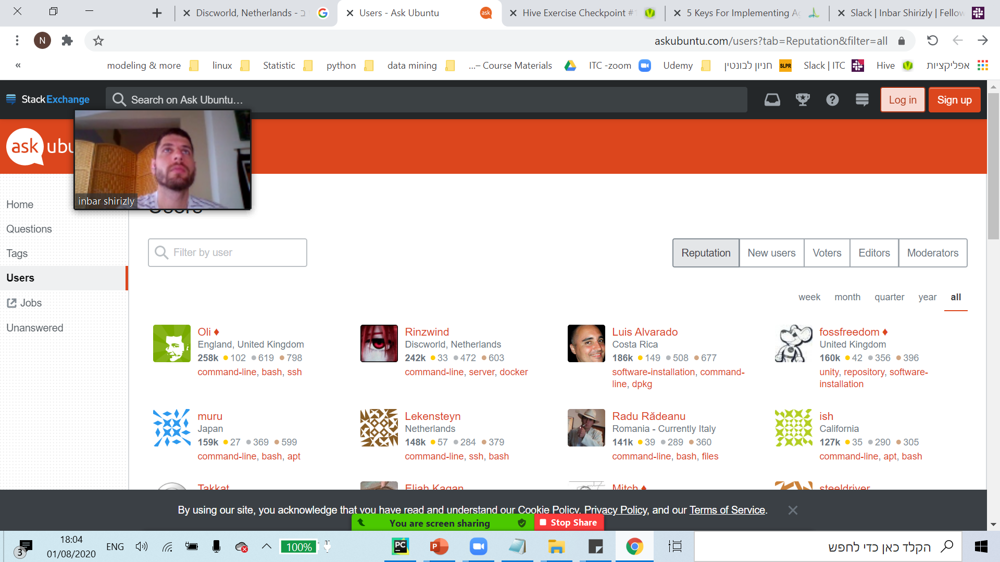 Discworld, Netherlands - ב
Users - Ask Ubuntu
ask
Hive Exercise Checkpoint #
5 Keys For Implementing Ag
Slack | Inbar Shirizly | Fellow
N
askubuntu.com/users?tab=Reputation&filter=all
«
modeling & more
linux
Statistic
python
data mining
...– Course Materials
ITC -zoom
Udemy
חניון לבונטין
SLPR
Slack | ITC
Hive
אפליקציות
StackExchange
Search on Ask Ubuntu…
Log in
Sign up
ask ubu
inbar shirizly
Users
Home
Questions
Tags
Users
Jobs
Unanswered
Filter by user
Reputation New users Voters Editors Moderators
week month quarter year all
Oli ♦
England, United Kingdom
258k ● 102 ● 619 ● 798
command-line, bash, ssh
Rinzwind
Discworld, Netherlands
242k ● 33 ● 472 ● 603
command-line, server, docker
Luis Alvarado
Costa Rica
186k ● 149 ● 508 ● 677
software-installation, command-
line, dpkg
fossfreedom ♦
United Kingdom
160k ● 42 ● 356 ● 396
unity, repository, software-
installation
muru
Japan
159k ● 27 ● 369 ● 599
command-line, bash, apt
Lekensteyn
Netherlands
148k ● 57 ● 284 ● 379
command-line, ssh, bash
Radu Rădeanu
Romania - Currently Italy
141k ● 39 ● 289 ● 360
command-line, bash, files
ish
California
127k ● 35 ● 290 ● 305
command-line, apt, bash
Takkat
Eliah Kagan
Mitch ♦
steeldriver
By using our site, you acknowledge that you have read and understand our Cookie Policy, Privacy Policy, and our Terms of Service.
You are screen sharing
Stop Share
3
18:04
01/08/2020
ENG
100%
PC
P
הקלד כאן כדי לחפש